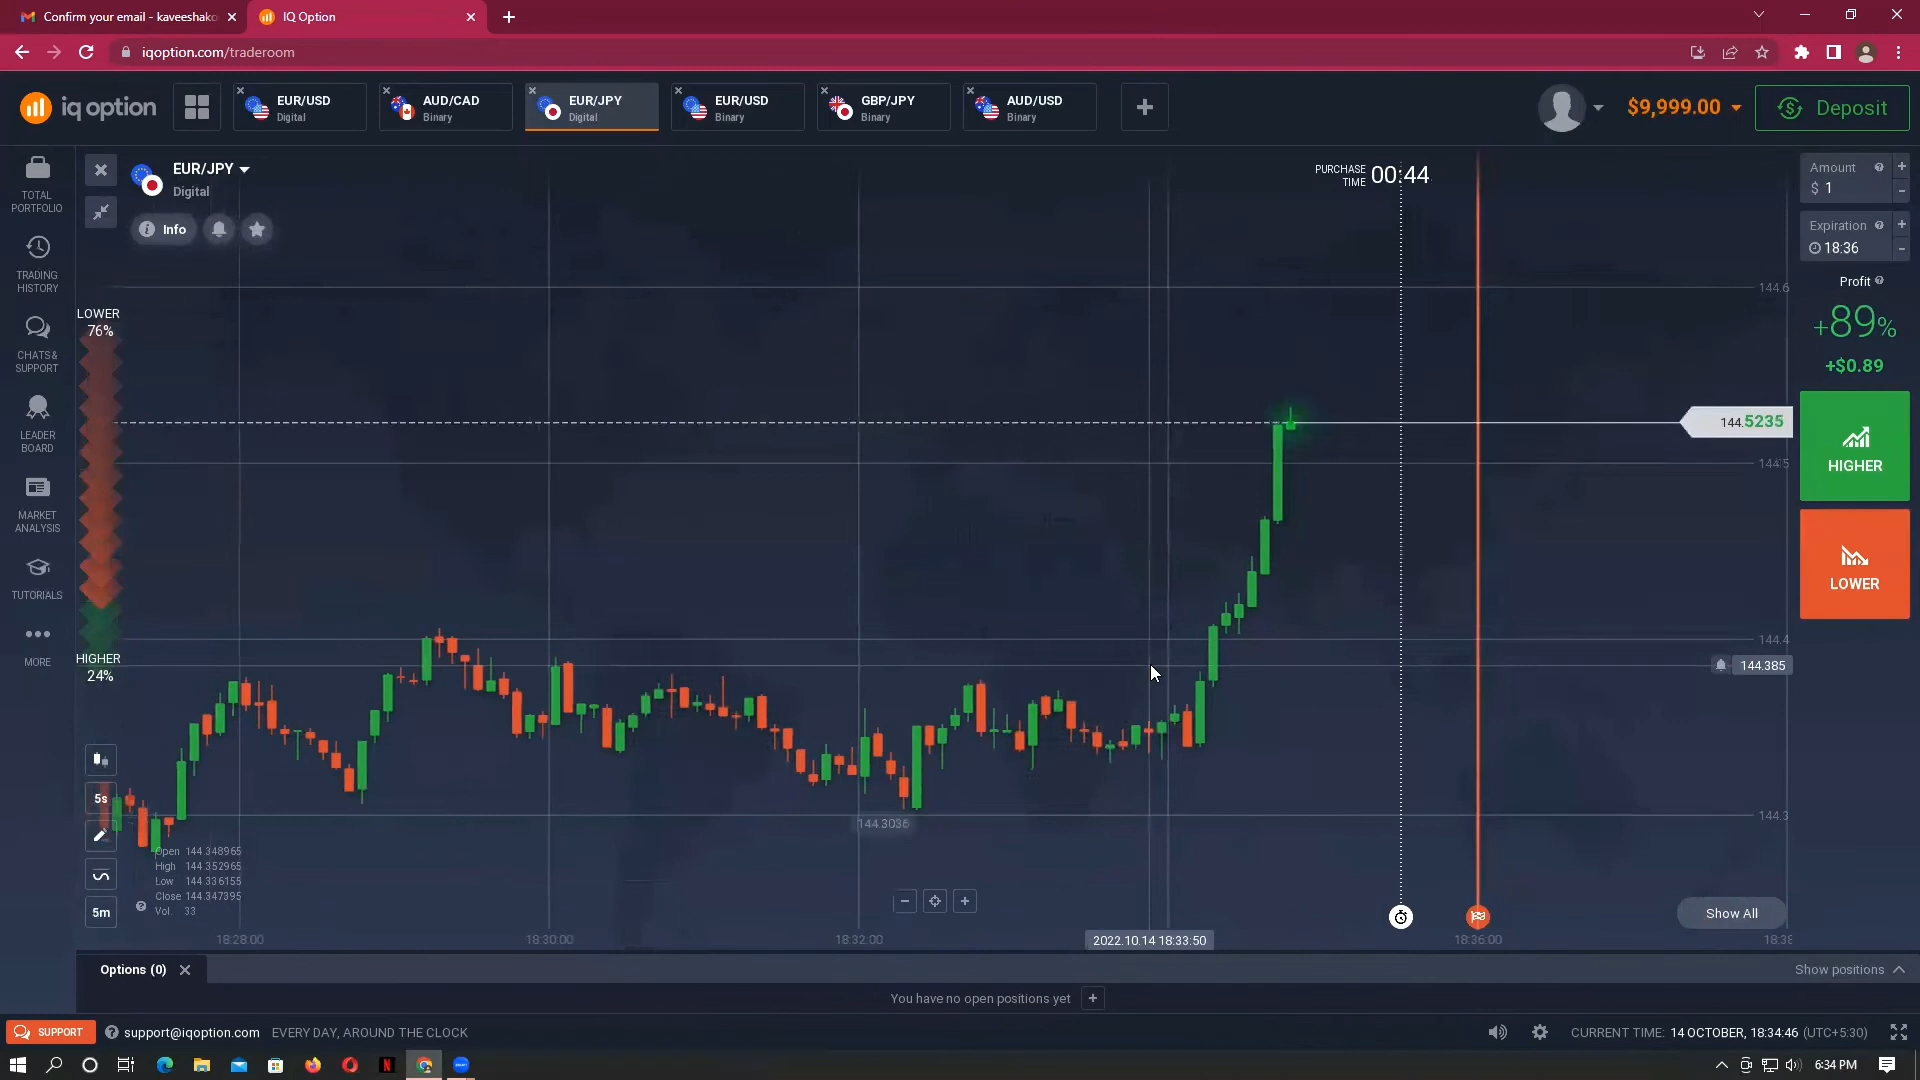 Confirm your email - kaveeshako
IQ Option
iqoption.com/traderoom
iq option
EUR/USD
Digital
AUD/CAD
Binary
EUR/JPY
Digital
EUR/USD
Binary
GBP/JPY
Binary
AUD/USD
Binary
$9,999.00
Deposit
TOTAL
PORTFOLIO
TRADING
HISTORY
CHATS &
SUPPORT
LEADER
BOARD
MARKET
ANALYSIS
TUTORIALS
MORE
EUR/JPY
Digital
Info
LOWER
76%
HIGHER
24%
5s
5m
Open 144.348965
High 144.352965
Low 144.336155
Close 144.347395
Vol. 33
PURCHASE
TIME
00:44
144.6
144.5235
144.5
144.4
144.385
144.3
144.3036
18:28:00
18:30:00
18:32:00
2022.10.14 18:33:50
18:36:00
18:38
Show All
Amount
$ 1
Expiration
18:36
Profit
+89%
+$0.89
HIGHER
LOWER
Options (0)
Show positions
You have no open positions yet
SUPPORT
support@iqoption.com
EVERY DAY, AROUND THE CLOCK
CURRENT TIME: 14 OCTOBER, 18:34:46 (UTC+5:30)
6:34 PM